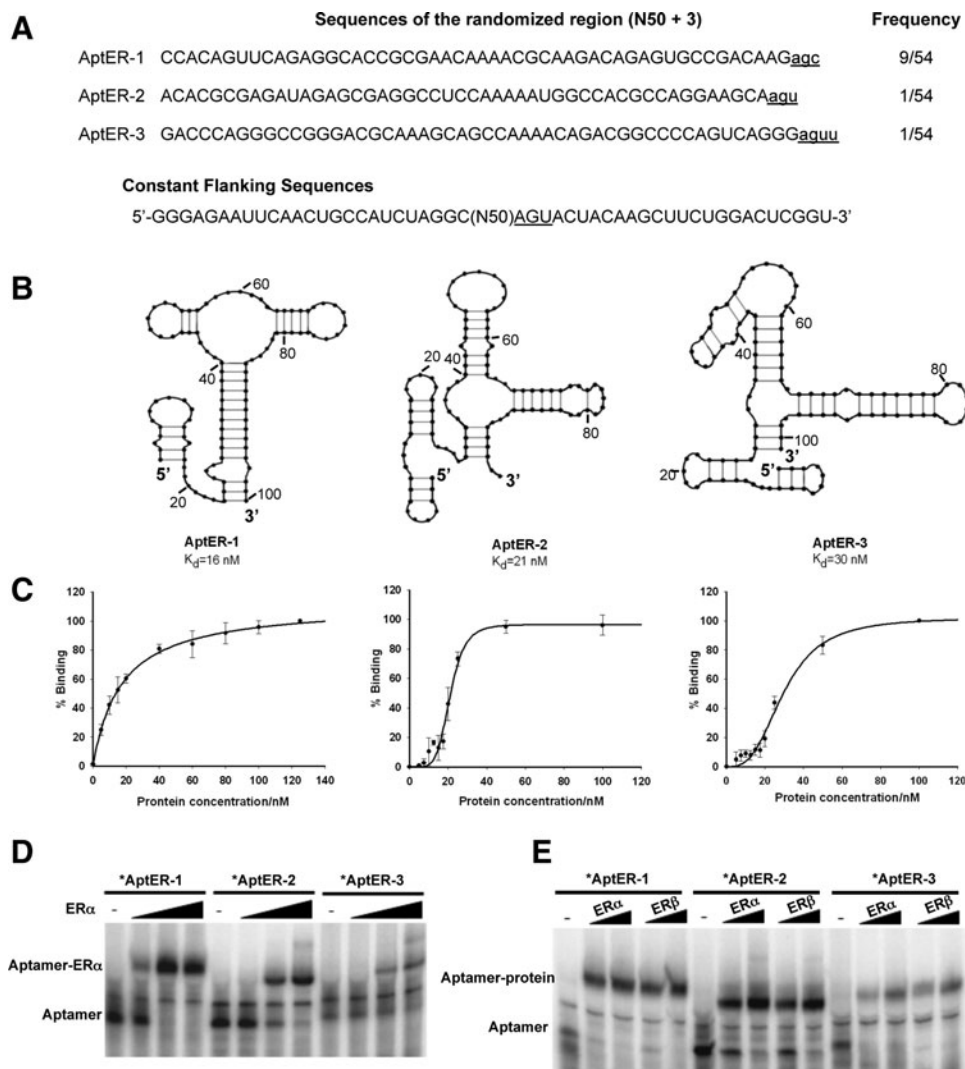 A
Sequences of the randomized region (N50 + 3) Frequency
AptER-1 CCACAGUUCAGAGGCACCGCGAACAAAACGCAAGACAGAGUGCCGACAAGagc 9/54
AptER-2 ACACGCGAGAUAGAGCGAGGCCUCCAAAAAUGGCCACGCCAGGAAGCAagu 1/54
AptER-3 GACCCAGGGCCGGGACGCAAAGCAGCCAAAACAGACGGCCCCAGUCAGGGaguu 1/54
Constant Flanking Sequences
5'-GGGAGAAUUCAACUGCCAUCUAGGC(N50)AGUACUACAAGCUUCUGGACUCGGU-3'
B
60
40
80
5'
20
100
3'
AptER-1
Kd=16 nM
20
40
60
80
5'
3'
AptER-2
Kd=21 nM
60
40
80
100
3'
5'
20
AptER-3
Kd=30 nM
C
% Binding
120
100
80
60
40
20
0
0 20 40 60 80 100 120 140
Prontein concentration/nM
% Binding
120
100
80
60
40
20
0
0 20 40 60 80 100 120
Prontein concentration/nM
% Binding
120
100
80
60
40
20
0
0 20 40 60 80 100 120
Prontein concentration/nM
D
*AptER-1 *AptER-2 *AptER-3
ERα - - -
Aptamer-ERα
Aptamer
E
*AptER-1 *AptER-2 *AptER-3
- ERα ERβ - ERα ERβ - ERα ERβ
Aptamer-protein
Aptamer